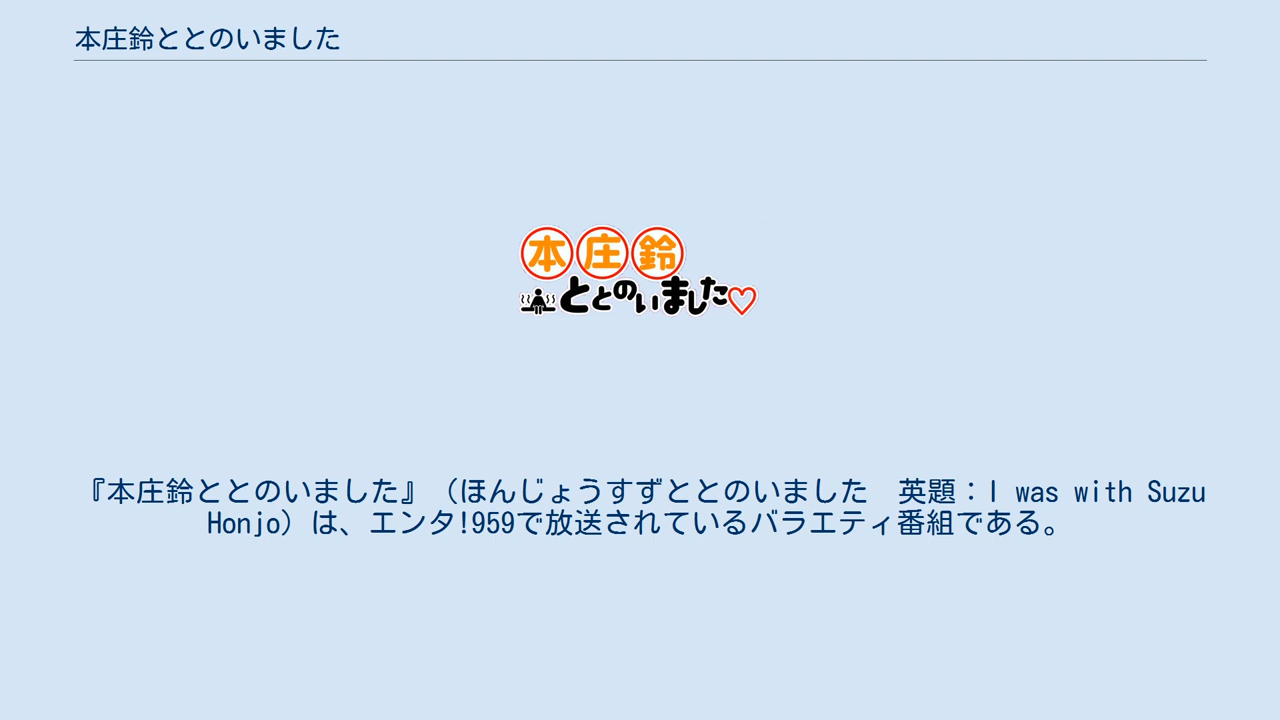 本庄鈴ととのいました
本庄鈴
ととのいました♡
『本庄鈴ととのいました』（ほんじょうすずととのいました　英題：I was with Suzu
Honjo）は、エンタ!959で放送されているバラエティ番組である。